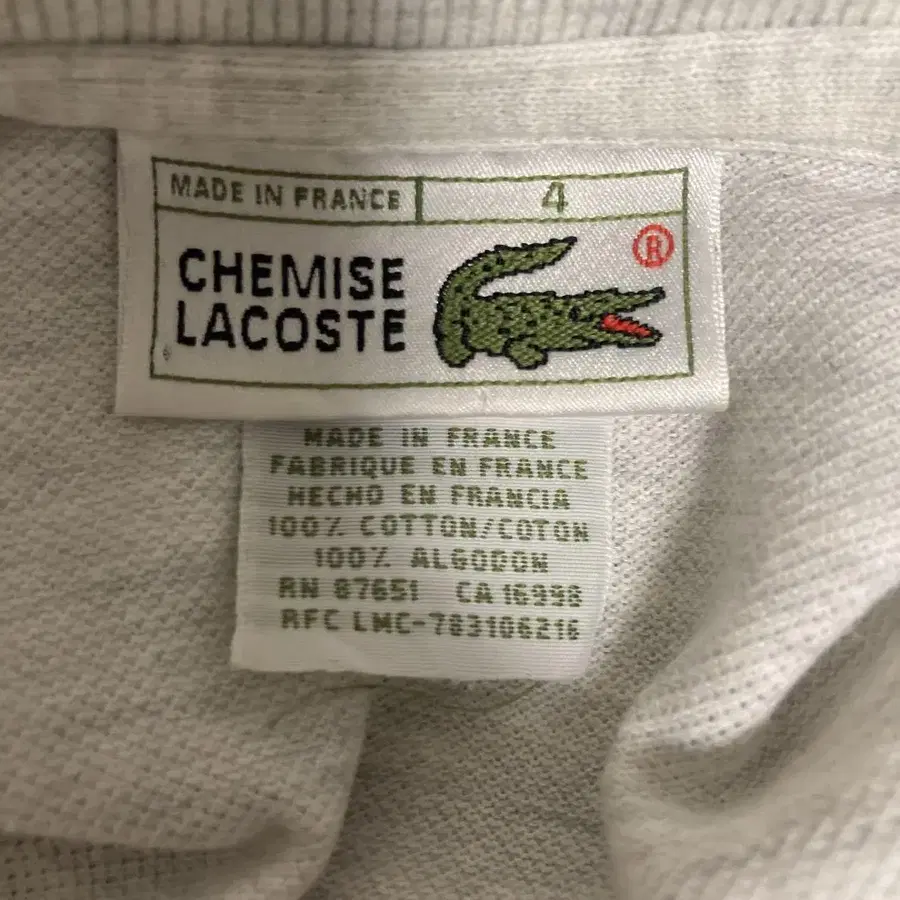 MADE IN FRANCE 4
CHEMISE ®
LACOSTE
MADE IN FRANCE
FABRIQUE EN FRANCE
HECHO EN FRANCIA
100% COTTON/COTON
100% ALGODON
RN 87651 CA 16998
RFC LMC-783106216